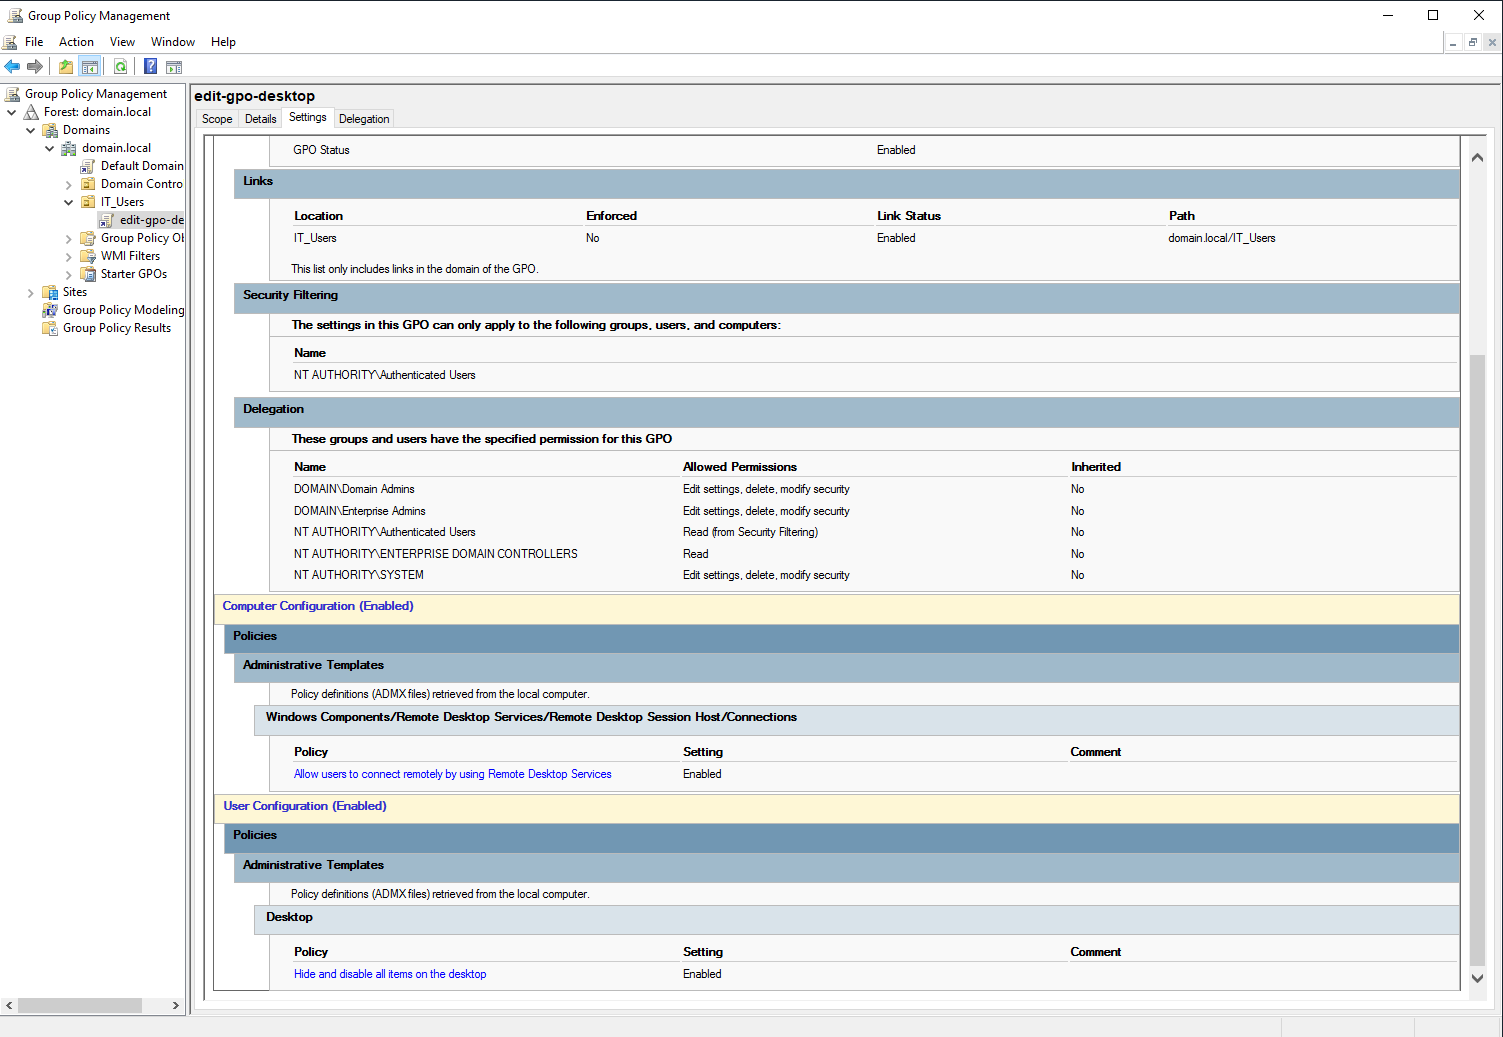 Group Policy Management
File Action View Window Help
Group Policy Management
Forest: domain.local
Domains
domain.local
Default Domain
Domain Contro
IT_Users
edit-gpo-de
Group Policy Ob
WMI Filters
Starter GPOs
Sites
Group Policy Modeling
Group Policy Results
edit-gpo-desktop
Scope Details Settings Delegation
GPO Status Enabled
Links
Location Enforced Link Status Path
IT_Users No Enabled domain.local/IT_Users
This list only includes links in the domain of the GPO.
Security Filtering
The settings in this GPO can only apply to the following groups, users, and computers:
Name
NT AUTHORITY\Authenticated Users
Delegation
These groups and users have the specified permission for this GPO
Name Allowed Permissions Inherited
DOMAIN\Domain Admins Edit settings, delete, modify security No
DOMAIN\Enterprise Admins Edit settings, delete, modify security No
NT AUTHORITY\Authenticated Users Read (from Security Filtering) No
NT AUTHORITY\ENTERPRISE DOMAIN CONTROLLERS Read No
NT AUTHORITY\SYSTEM Edit settings, delete, modify security No
Computer Configuration (Enabled)
Policies
Administrative Templates
Policy definitions (ADMX files) retrieved from the local computer.
Windows Components/Remote Desktop Services/Remote Desktop Session Host/Connections
Policy Setting Comment
Allow users to connect remotely by using Remote Desktop Services Enabled
User Configuration (Enabled)
Policies
Administrative Templates
Policy definitions (ADMX files) retrieved from the local computer.
Desktop
Policy Setting Comment
Hide and disable all items on the desktop Enabled